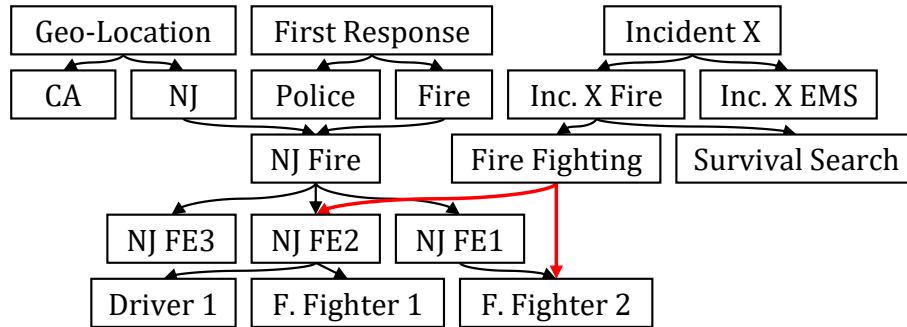 Geo-Location
First Response
Incident X
CA
NJ
Police
Fire
Inc. X Fire
Inc. X EMS
NJ Fire
Fire Fighting
Survival Search
NJ FE3
NJ FE2
NJ FE1
Driver 1
F. Fighter 1
F. Fighter 2